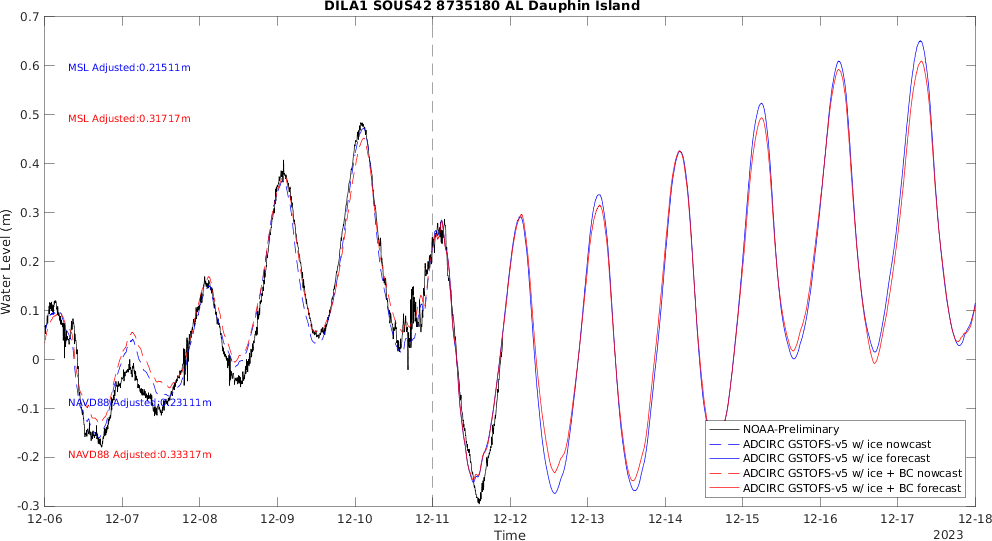 DILA1 SOUS42 8735180 AL Dauphin Island
0.7
0.6
0.5
0.4
0.3
0.2
0.1
0
-0.1
-0.2
-0.3
Water Level (m)
MSL Adjusted:0.21511m
MSL Adjusted:0.31717m
NAVD88 Adjusted:0.23111m
NAVD88 Adjusted:0.33317m
NOAA-Preliminary
ADCIRC GSTOFS-v5 w/ ice nowcast
ADCIRC GSTOFS-v5 w/ ice forecast
ADCIRC GSTOFS-v5 w/ ice + BC nowcast
ADCIRC GSTOFS-v5 w/ ice + BC forecast
12-06 12-07 12-08 12-09 12-10 12-11 12-12 12-13 12-14 12-15 12-16 12-17 12-18
Time
2023